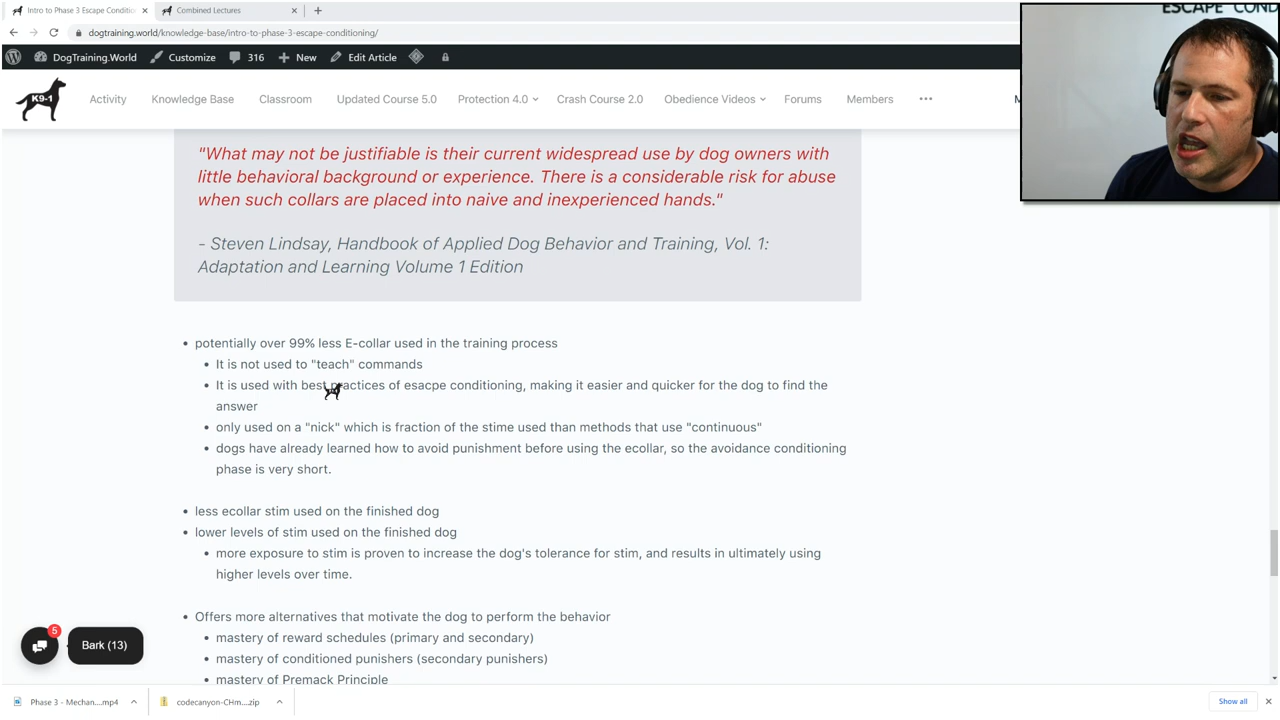 Intro to Phase 3 Escape Conditio
Combined Lectures
dogtraining.world/knowledge-base/intro-to-phase-3-escape-conditioning/
ESCAPE COND
DogTraining.World Customize 316 New Edit Article
K9-1
Activity Knowledge Base Classroom Updated Course 5.0 Protection 4.0 Crash Course 2.0 Obedience Videos Forums Members
"What may not be justifiable is their current widespread use by dog owners with
little behavioral background or experience. There is a considerable risk for abuse
when such collars are placed into naive and inexperienced hands."
- Steven Lindsay, Handbook of Applied Dog Behavior and Training, Vol. 1:
Adaptation and Learning Volume 1 Edition
potentially over 99% less E-collar used in the training process
It is not used to "teach" commands
It is used with best practices of esacpe conditioning, making it easier and quicker for the dog to find the
answer
only used on a "nick" which is fraction of the stime used than methods that use "continuous"
dogs have already learned how to avoid punishment before using the ecollar, so the avoidance conditioning
phase is very short.
less ecollar stim used on the finished dog
lower levels of stim used on the finished dog
more exposure to stim is proven to increase the dog's tolerance for stim, and results in ultimately using
higher levels over time.
Offers more alternatives that motivate the dog to perform the behavior
mastery of reward schedules (primary and secondary)
mastery of conditioned punishers (secondary punishers)
mastery of Premack Principle
5
Bark (13)
Phase 3 - Mechan....mp4
codecanyon-CHm....zip
Show all